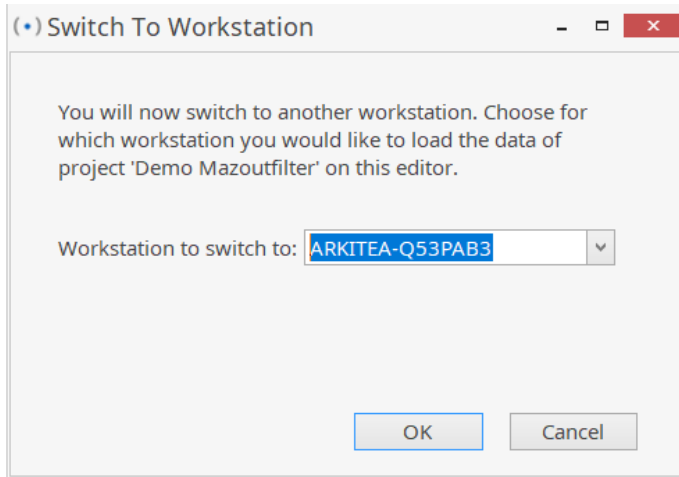 Switch To Workstation
You will now switch to another workstation. Choose for
which workstation you would like to load the data of
project 'Demo Mazoutfilter' on this editor.
Workstation to switch to: ARKITEA-Q53PAB3
OK Cancel